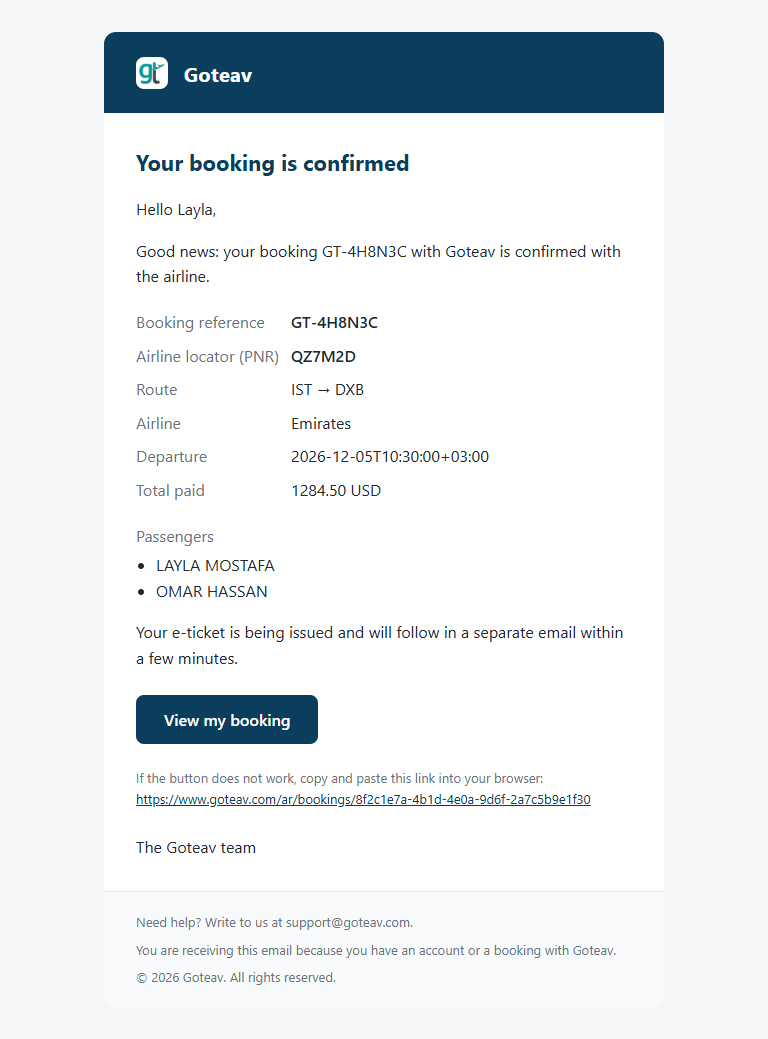 gt
Goteav
Your booking is confirmed
Hello Layla,
Good news: your booking GT-4H8N3C with Goteav is confirmed with
the airline.
Booking reference GT-4H8N3C
Airline locator (PNR) QZ7M2D
Route IST → DXB
Airline Emirates
Departure 2026-12-05T10:30:00+03:00
Total paid 1284.50 USD
Passengers
• LAYLA MOSTAFA
• OMAR HASSAN
Your e-ticket is being issued and will follow in a separate email within
a few minutes.
View my booking
If the button does not work, copy and paste this link into your browser:
https://www.goteav.com/ar/bookings/8f2c1e7a-4b1d-4e0a-9d6f-2a7c5b9e1f30
The Goteav team
Need help? Write to us at support@goteav.com.
You are receiving this email because you have an account or a booking with Goteav.
© 2026 Goteav. All rights reserved.